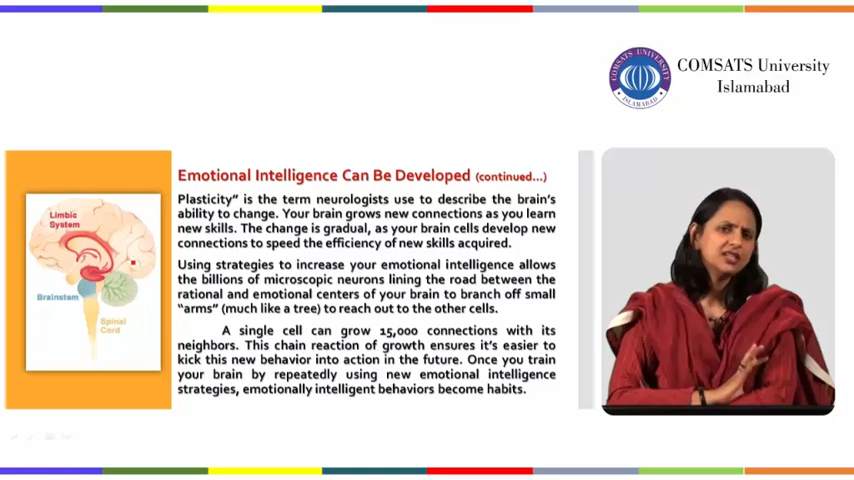 COMSATS UNIVERSITY
ISLAMABAD
COMSATS University
Islamabad
Emotional Intelligence Can Be Developed (continued...)
Plasticity” is the term neurologists use to describe the brain’s
ability to change. Your brain grows new connections as you learn
new skills. The change is gradual, as your brain cells develop new
connections to speed the efficiency of new skills acquired.
Using strategies to increase your emotional intelligence allows
the billions of microscopic neurons lining the road between the
rational and emotional centers of your brain to branch off small
“arms” (much like a tree) to reach out to the other cells.
A single cell can grow 15,000 connections with its
neighbors. This chain reaction of growth ensures it’s easier to
kick this new behavior into action in the future. Once you train
your brain by repeatedly using new emotional intelligence
strategies, emotionally intelligent behaviors become habits.
Limbic
System
Brainstem
Spinal
Cord